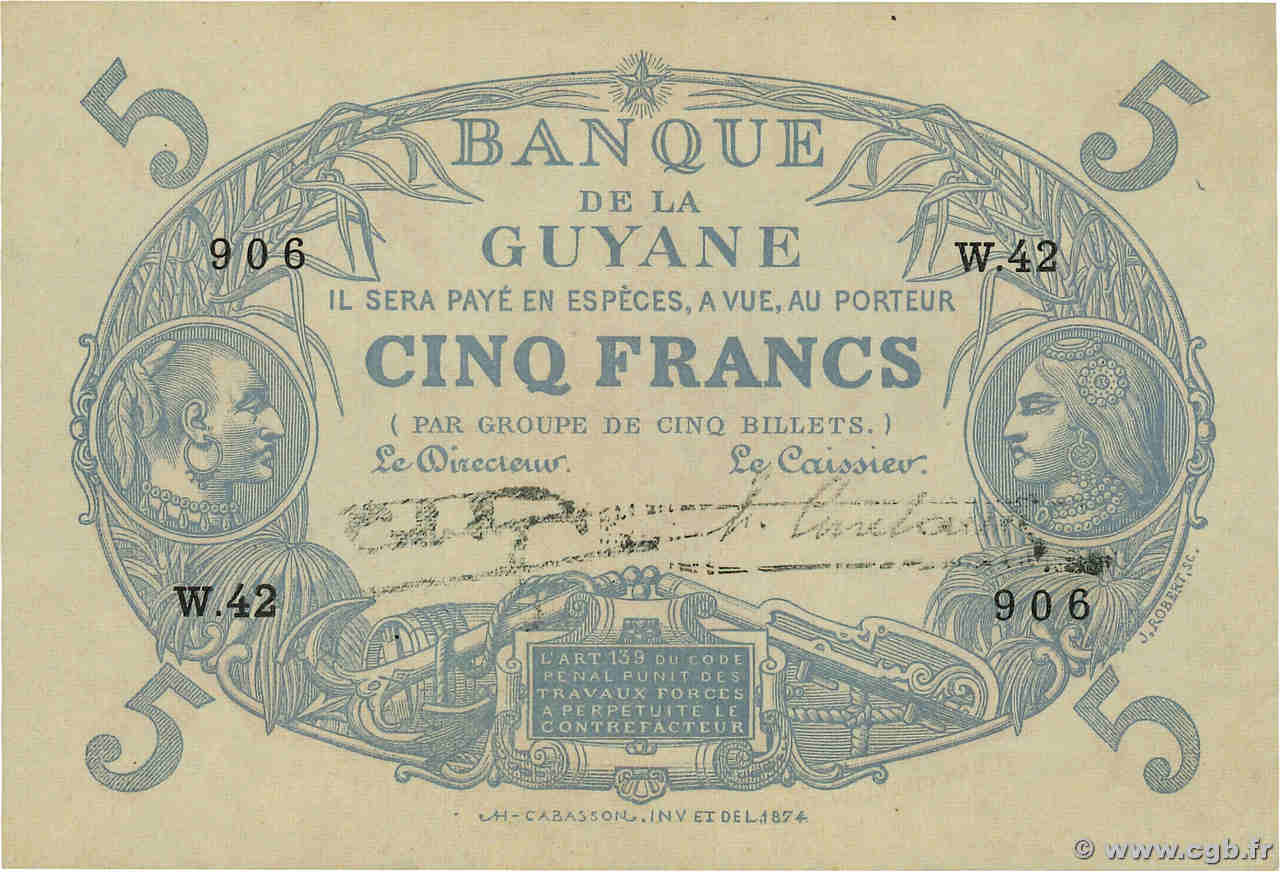 5 5
BANQUE
DE LA
GUYANE
906 W.42
IL SERA PAYÉ EN ESPÈCES, A VUE, AU PORTEUR
CINQ FRANCS
( PAR GROUPE DE CINQ BILLETS. )
Le Directeur. Le Caissier.
W.42 906
J. ROBERT, SC.
L'ART 139 DU CODE
PENAL PUNIT DES
TRAVAUX FORCES
A PERPETUITE LE
CONTREFACTEUR
5 5
H-CABASSON, INV ET DEL 1874
© www.cgb.fr